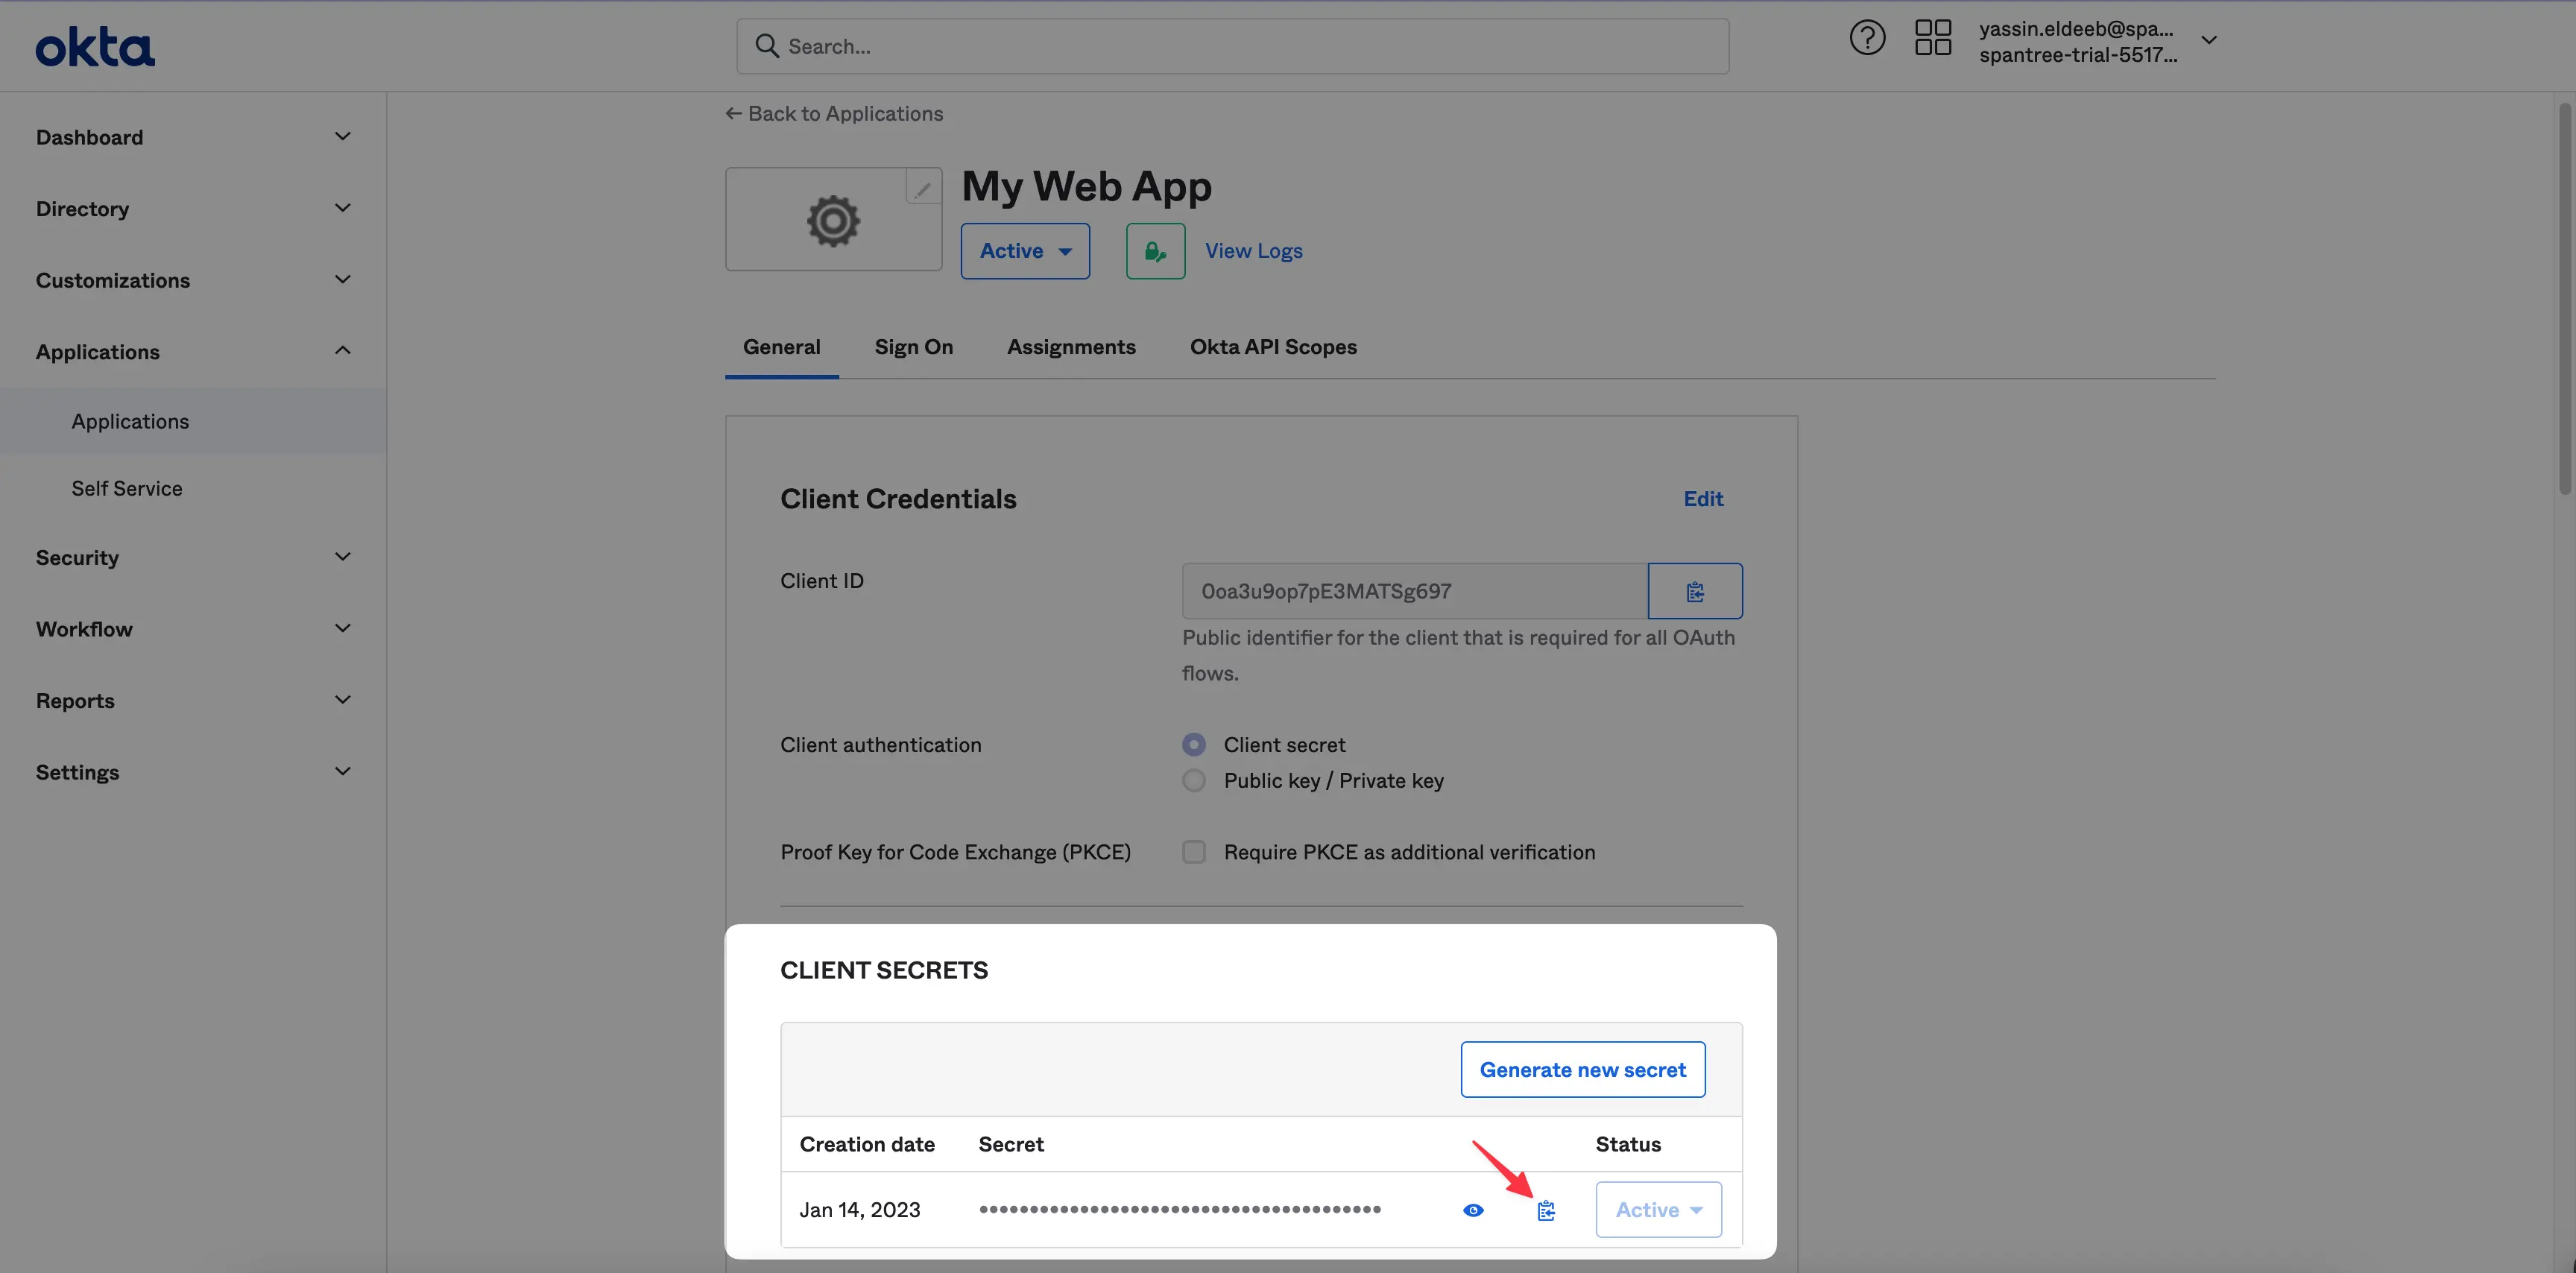 okta
Search...
yassin.eldeeb@spa...
spantree-trial-5517...
Dashboard
Directory
Customizations
Applications
Applications
Self Service
Security
Workflow
Reports
Settings
← Back to Applications
My Web App
Active
View Logs
General
Sign On
Assignments
Okta API Scopes
Client Credentials
Edit
Client ID
0oa3u9op7pE3MATSg697
Public identifier for the client that is required for all OAuth
flows.
Client authentication
Client secret
Public key / Private key
Proof Key for Code Exchange (PKCE)
Require PKCE as additional verification
CLIENT SECRETS
Generate new secret
Creation date
Secret
Status
Jan 14, 2023
••••••••••••••••••••••••••••••••••••••••
Active